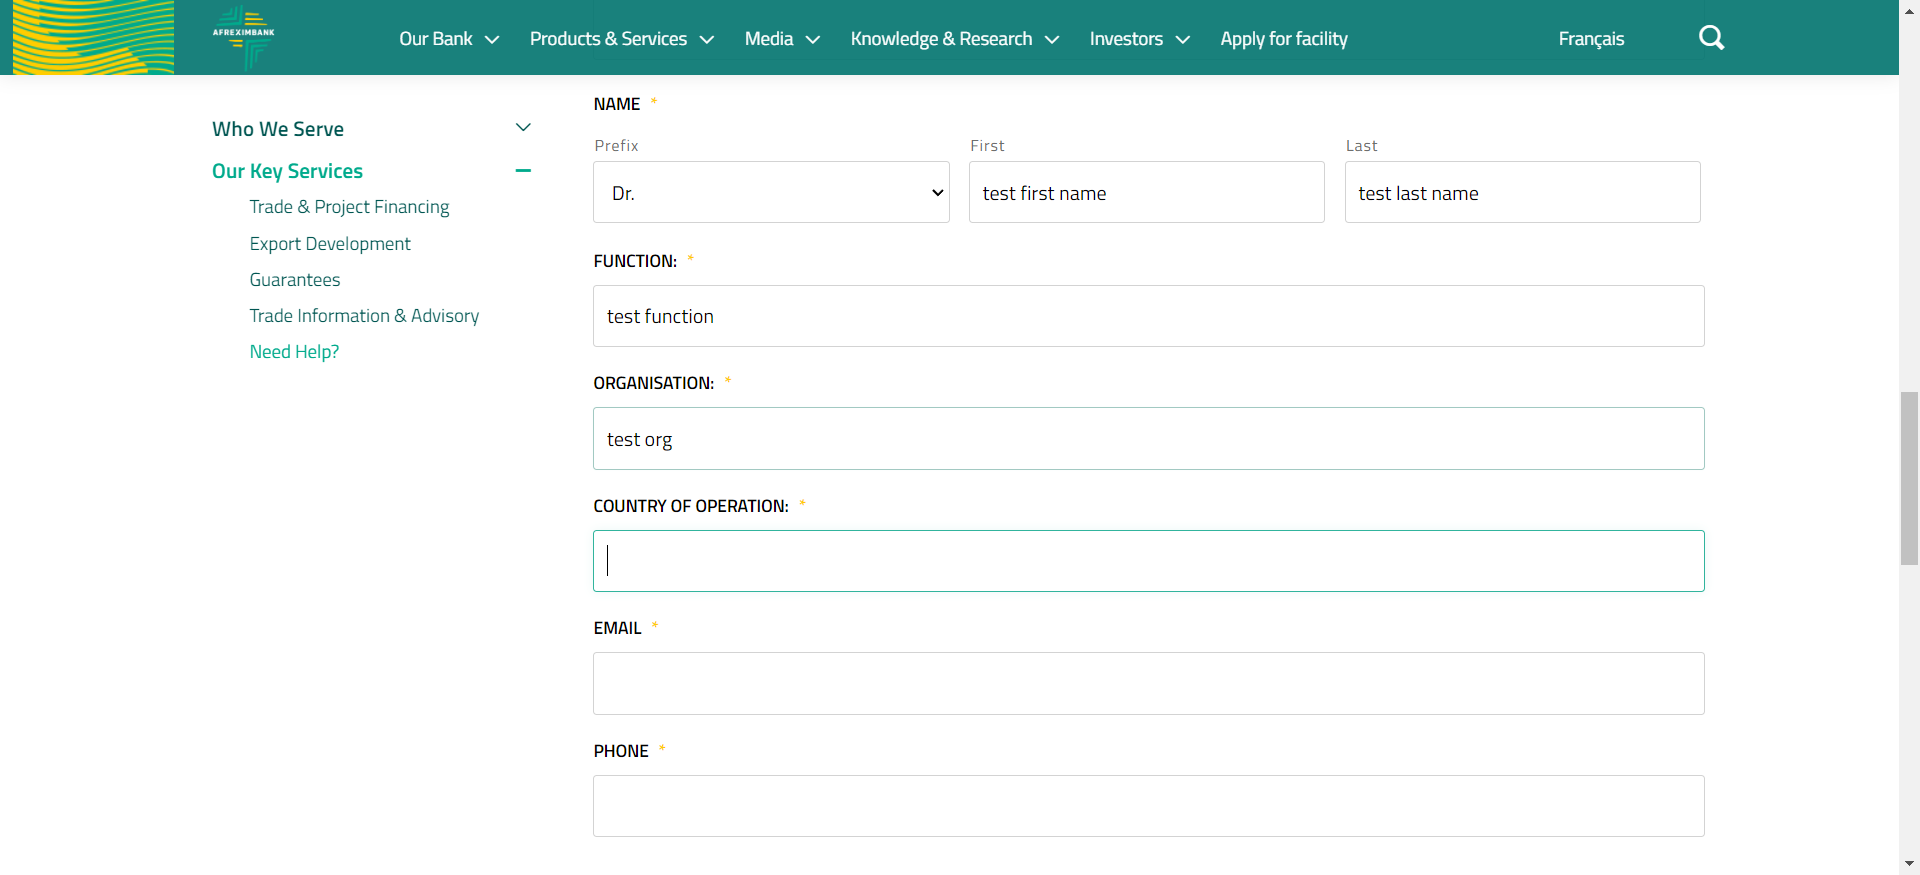 AFREXIMBANK
Our Bank
Products & Services
Media
Knowledge & Research
Investors
Apply for facility
Français
Who We Serve
Our Key Services
Trade & Project Financing
Export Development
Guarantees
Trade Information & Advisory
Need Help?
NAME *
Prefix First Last
Dr. test first name test last name
FUNCTION: *
test function
ORGANISATION: *
test org
COUNTRY OF OPERATION: *
EMAIL *
PHONE *